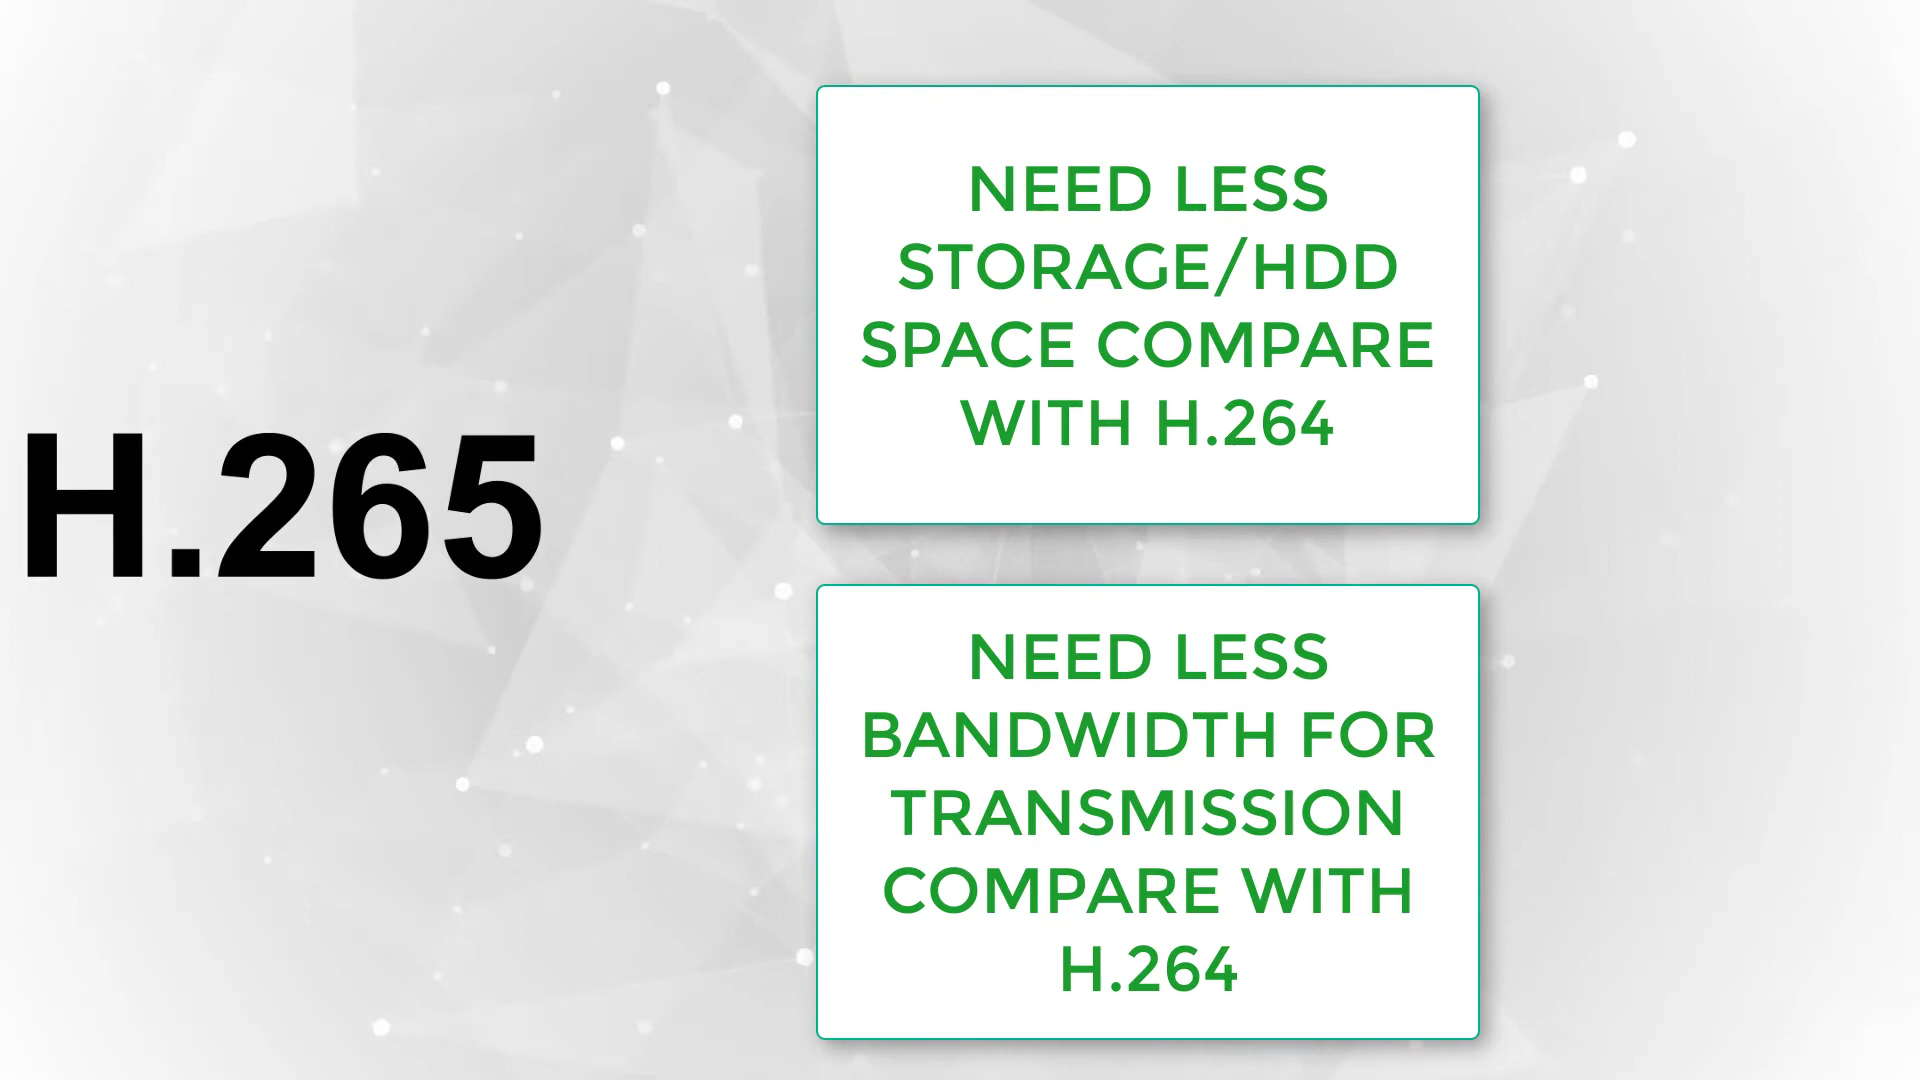 H.265
NEED LESS
STORAGE/HDD
SPACE COMPARE
WITH H.264
NEED LESS
BANDWIDTH FOR
TRANSMISSION
COMPARE WITH
H.264